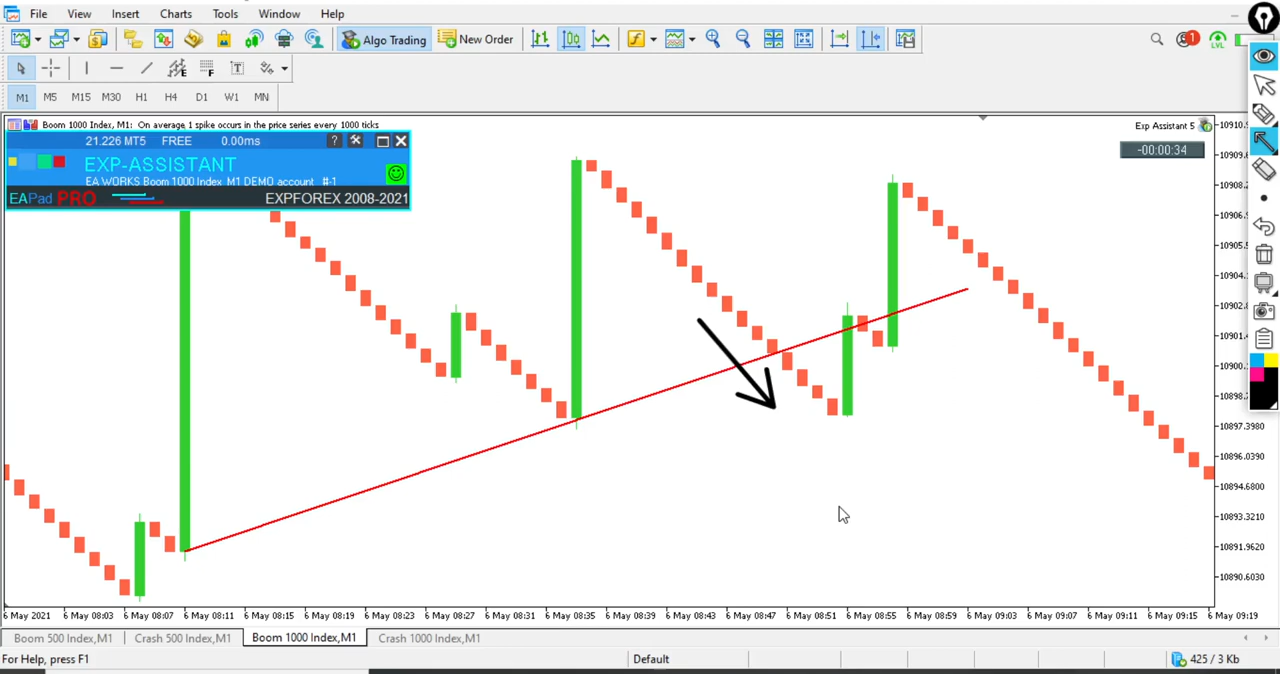 File View Insert Charts Tools Window Help
Algo Trading New Order
1
LVL
E F T
M1 M5 M15 M30 H1 H4 D1 W1 MN
Boom 1000 Index, M1: On average 1 spike occurs in the price series every 1000 ticks
Exp Assistant 5
21.226 MT5 FREE 0.00ms ?
-00:00:34
EXP-ASSISTANT
EA WORKS Boom 1000 Index M1 DEMO account #-1
EAPad PRO EXPFOREX 2008-2021
10910.
10909.6
10908.2
10906.
10905.
10904.
10902.8
10901.4
10900.
10898.
10897.3980
10896.0390
10894.6800
10893.3210
10891.9620
10890.6030
6 May 2021 6 May 08:03 6 May 08:07 6 May 08:11 6 May 08:15 6 May 08:19 6 May 08:23 6 May 08:27 6 May 08:31 6 May 08:35 6 May 08:39 6 May 08:43 6 May 08:47 6 May 08:51 6 May 08:55 6 May 08:59 6 May 09:03 6 May 09:07 6 May 09:11 6 May 09:15 6 May 09:19
Boom 500 Index,M1 Crash 500 Index,M1 Boom 1000 Index,M1 Crash 1000 Index,M1
For Help, press F1 Default 425 / 3 Kb